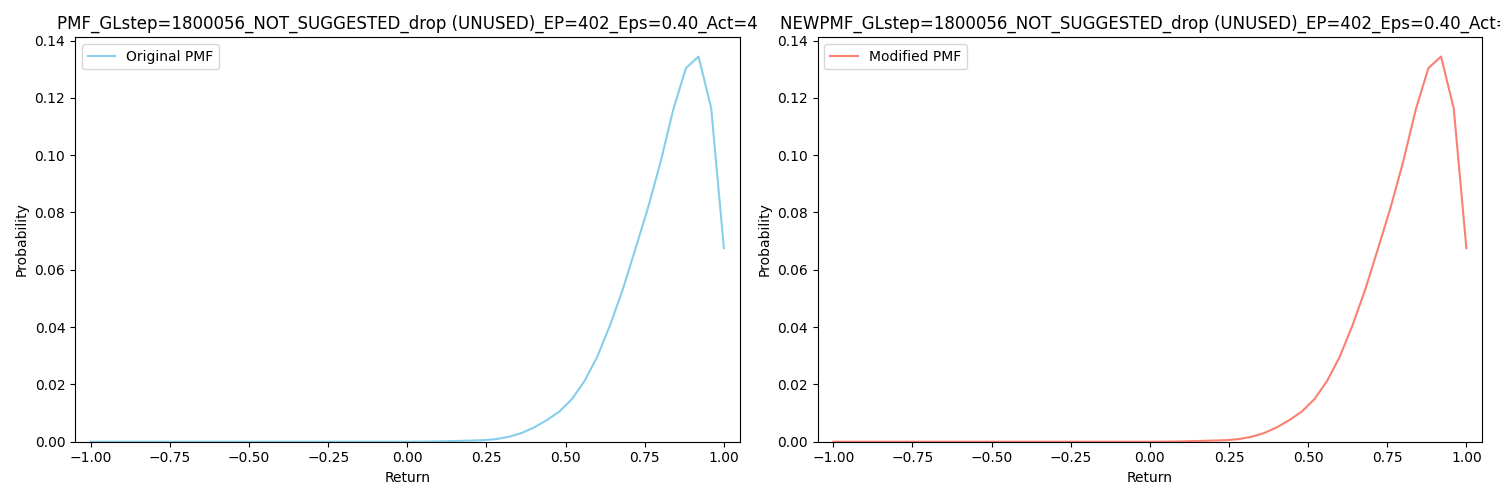 PMF_GLstep=1800056_NOT_SUGGESTED_drop (UNUSED)_EP=402_Eps=0.40_Act=4
Original PMF
0.14
0.12
0.10
0.08
0.06
0.04
0.02
0.00
Probability
−1.00 −0.75 −0.50 −0.25 0.00 0.25 0.50 0.75 1.00
Return
NEWPMF_GLstep=1800056_NOT_SUGGESTED_drop (UNUSED)_EP=402_Eps=0.40_Act=
Modified PMF
0.14
0.12
0.10
0.08
0.06
0.04
0.02
0.00
Probability
−1.00 −0.75 −0.50 −0.25 0.00 0.25 0.50 0.75 1.00
Return